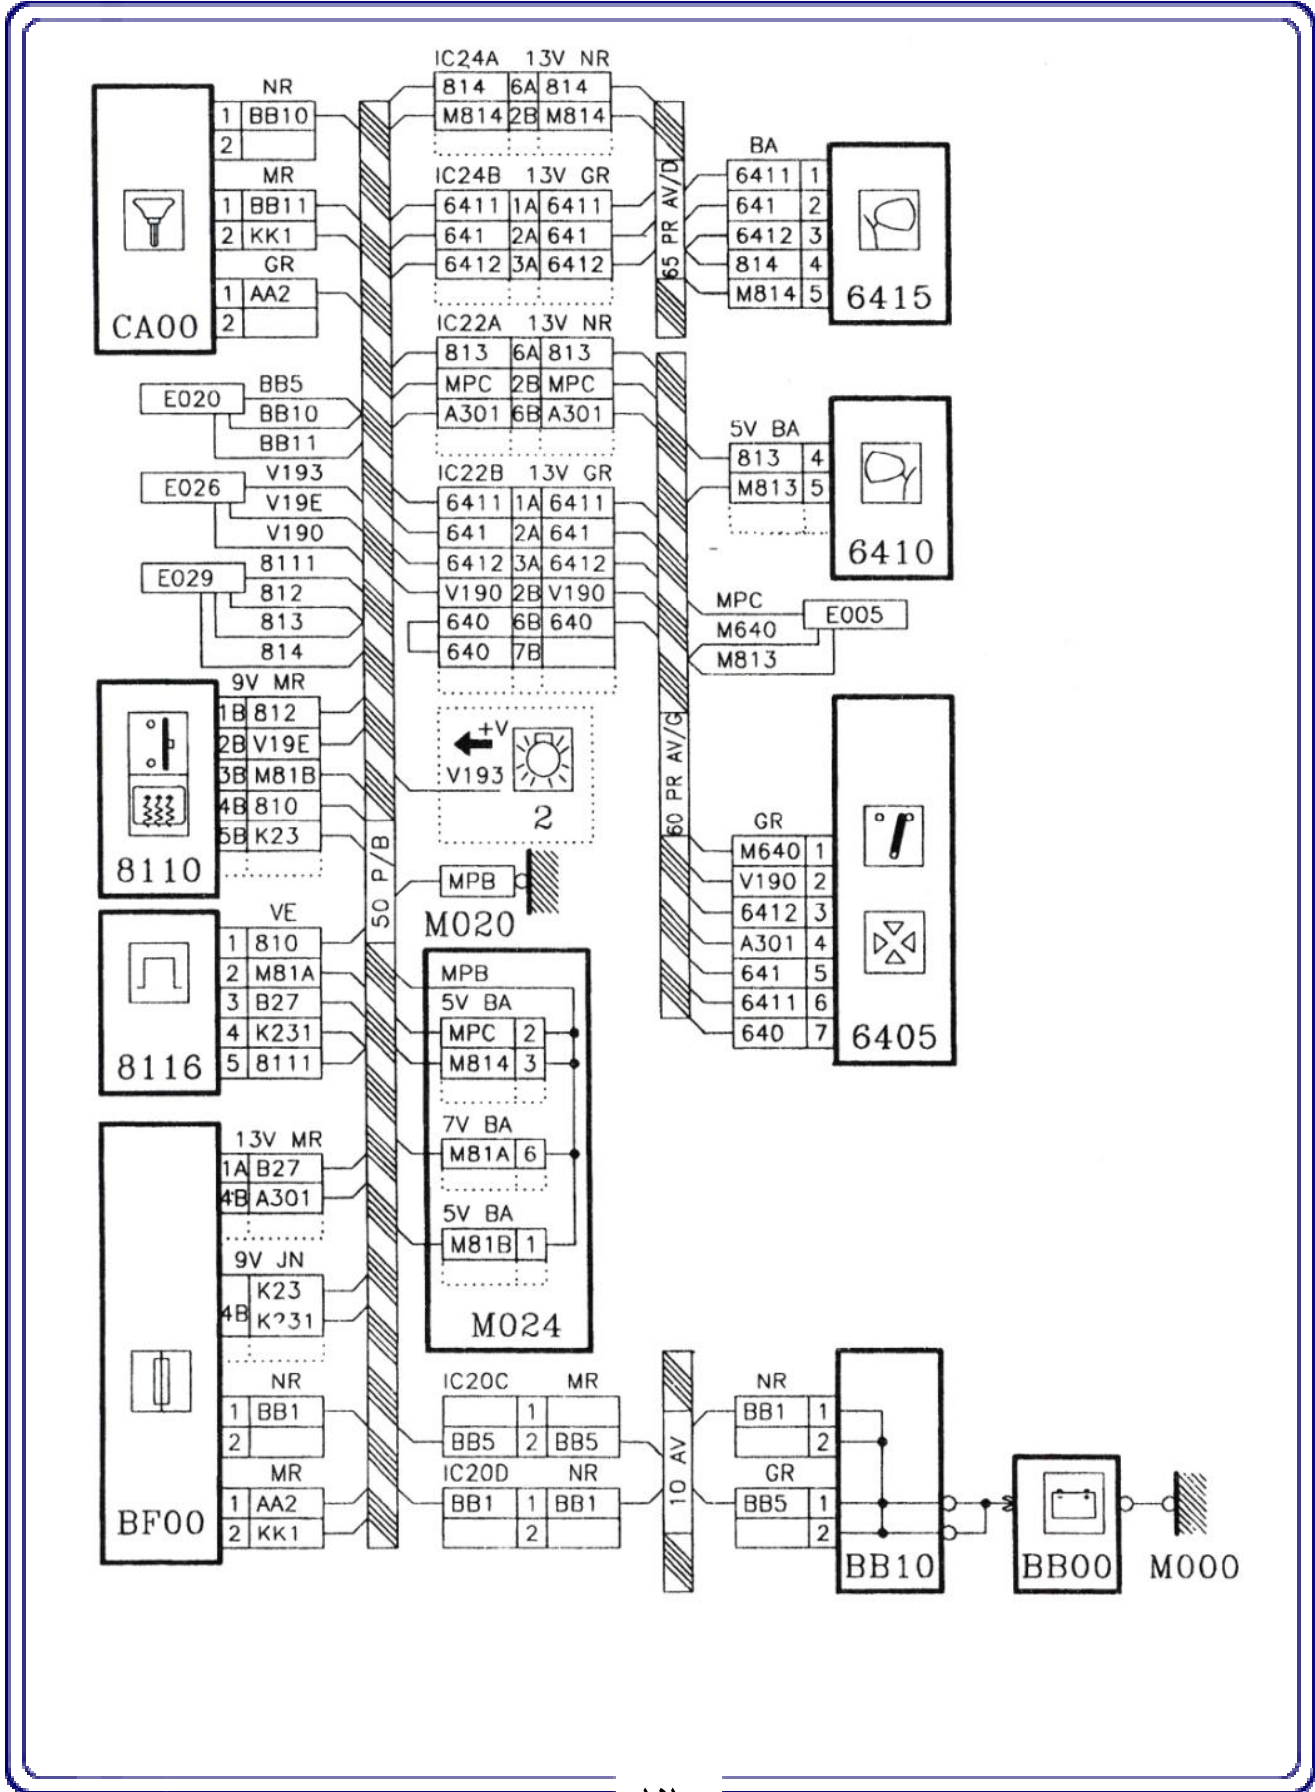 IC24A 13V NR
814 6A 814
M814 2B M814
NR
1 BB10
2
MR
1 BB11
2 KK1
GR
1 AA2
2
CA00
IC24B 13V GR
6411 1A 6411
641 2A 641
6412 3A 6412
65 PR AV/D
BA
6411 1
641 2
6412 3
814 4
M814 5
6415
IC22A 13V NR
813 6A 813
MPC 2B MPC
A301 6B A301
E020
BB5
BB10
BB11
E026
V193
V19E
V190
E029
8111
812
813
814
IC22B 13V GR
6411 1A 6411
641 2A 641
6412 3A 6412
V190 2B V190
640 6B 640
640 7B
5V BA
813 4
M813 5
6410
MPC
M640
M813
E005
9V MR
1B 812
2B V19E
3B M81B
4B 810
5B K23
8110
+V
V193
2
50 P/B
60 PR AV/G
MPB
M020
VE
1 810
2 M81A
3 B27
4 K231
5 8111
8116
GR
M640 1
V190 2
6412 3
A301 4
641 5
6411 6
640 7
6405
MPB
5V BA
MPC 2
M814 3
7V BA
M81A 6
5V BA
M81B 1
M024
13V MR
1A B27
4B A301
9V JN
K23
4B K231
NR
1 BB1
2
MR
1 AA2
2 KK1
BF00
IC20C MR
1
BB5 2 BB5
IC20D NR
BB1 1 BB1
2
10 AV
NR
BB1 1
2
GR
BB5 1
2
BB10
BB00
M000